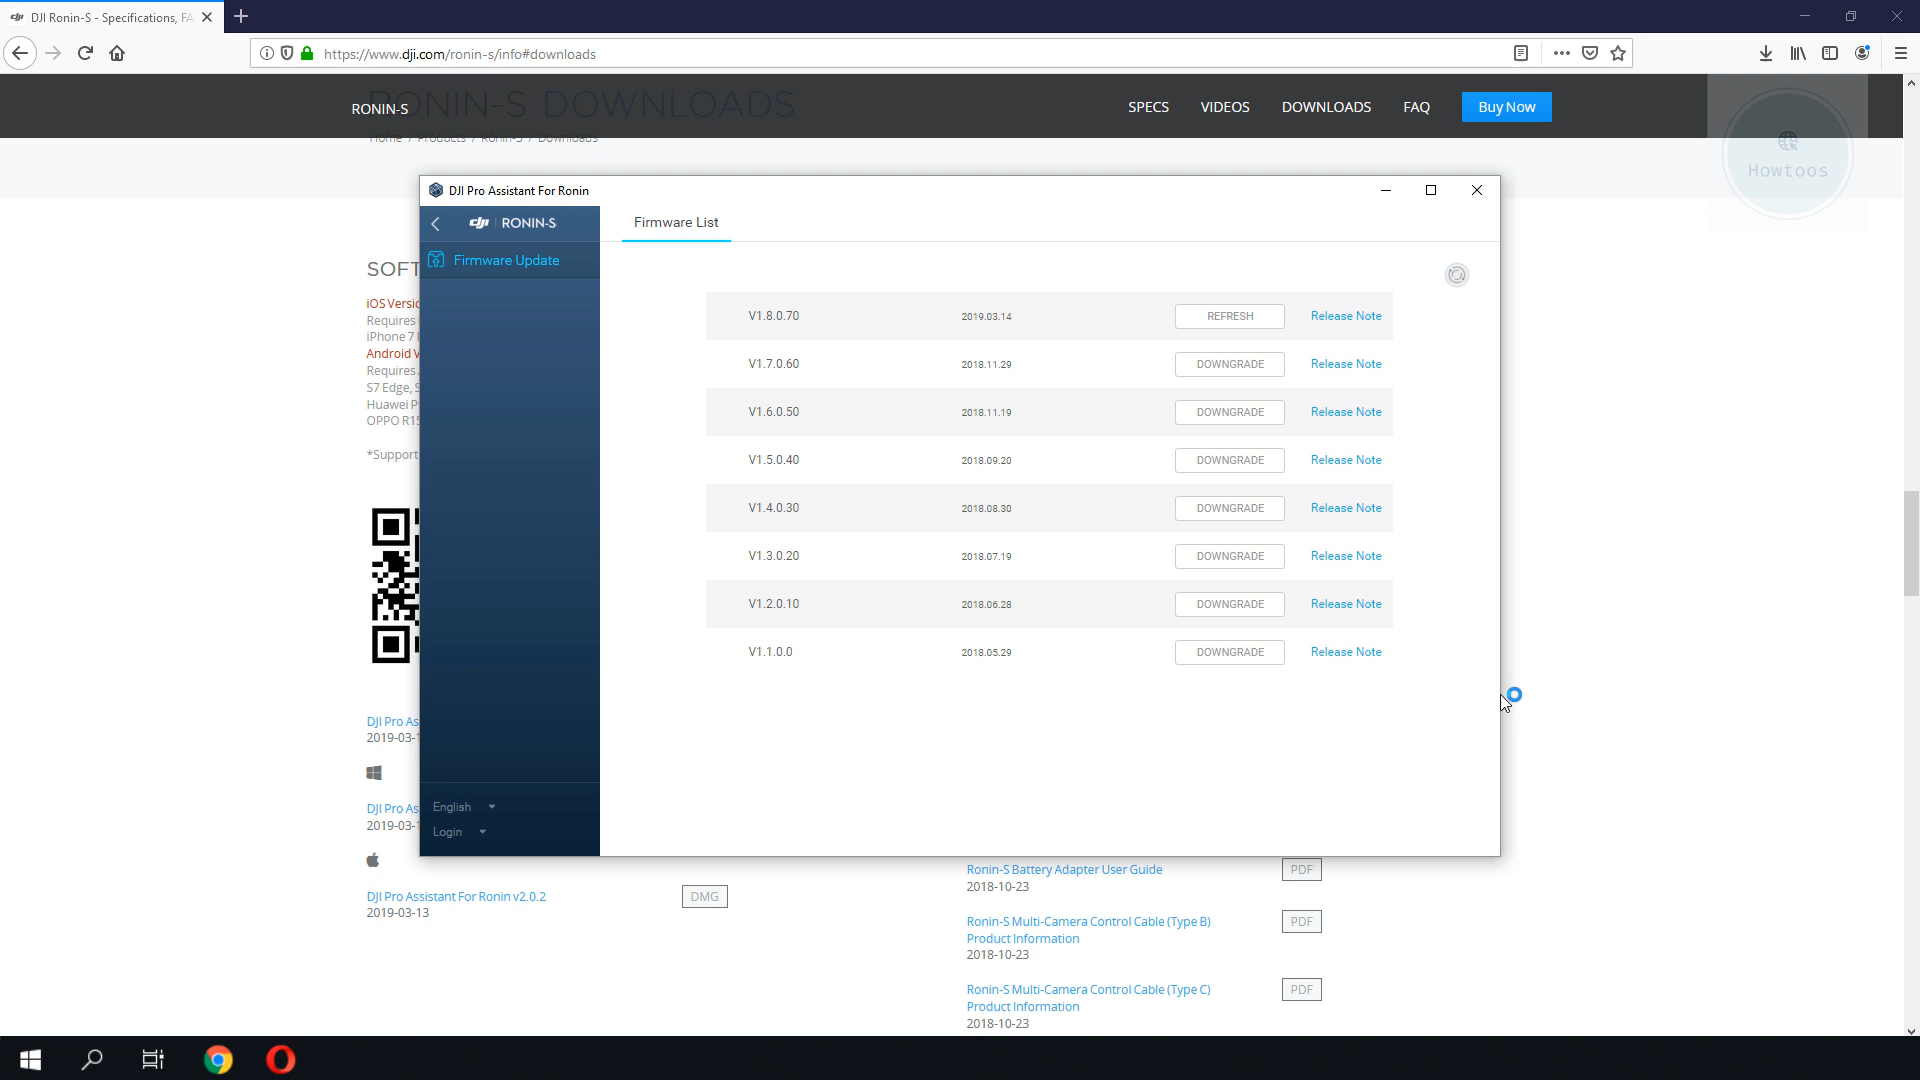 DJI Ronin-S - Specifications, FA
https://www.dji.com/ronin-s/info#downloads
RONIN-S DOWNLOADS
RONIN-S
SPECS
VIDEOS
DOWNLOADS
FAQ
Buy Now
Home / Products / Ronin-S / Downloads
Howtoos
DJI Pro Assistant For Ronin
dji RONIN-S
Firmware List
Firmware Update
V1.8.0.70 2019.03.14 REFRESH Release Note
V1.7.0.60 2018.11.29 DOWNGRADE Release Note
V1.6.0.50 2018.11.19 DOWNGRADE Release Note
V1.5.0.40 2018.09.20 DOWNGRADE Release Note
V1.4.0.30 2018.08.30 DOWNGRADE Release Note
V1.3.0.20 2018.07.19 DOWNGRADE Release Note
V1.2.0.10 2018.06.28 DOWNGRADE Release Note
V1.1.0.0 2018.05.29 DOWNGRADE Release Note
English
Login
SOFT
iOS Versio
Requires
iPhone 7
Android V
Requires
S7 Edge, S
Huawei P
OPPO R15
*Support
DJI Pro As
2019-03-1
DJI Pro As
2019-03-1
DJI Pro Assistant For Ronin v2.0.2 DMG
2019-03-13
Ronin-S Battery Adapter User Guide PDF
2018-10-23
Ronin-S Multi-Camera Control Cable (Type B) PDF
Product Information
2018-10-23
Ronin-S Multi-Camera Control Cable (Type C) PDF
Product Information
2018-10-23